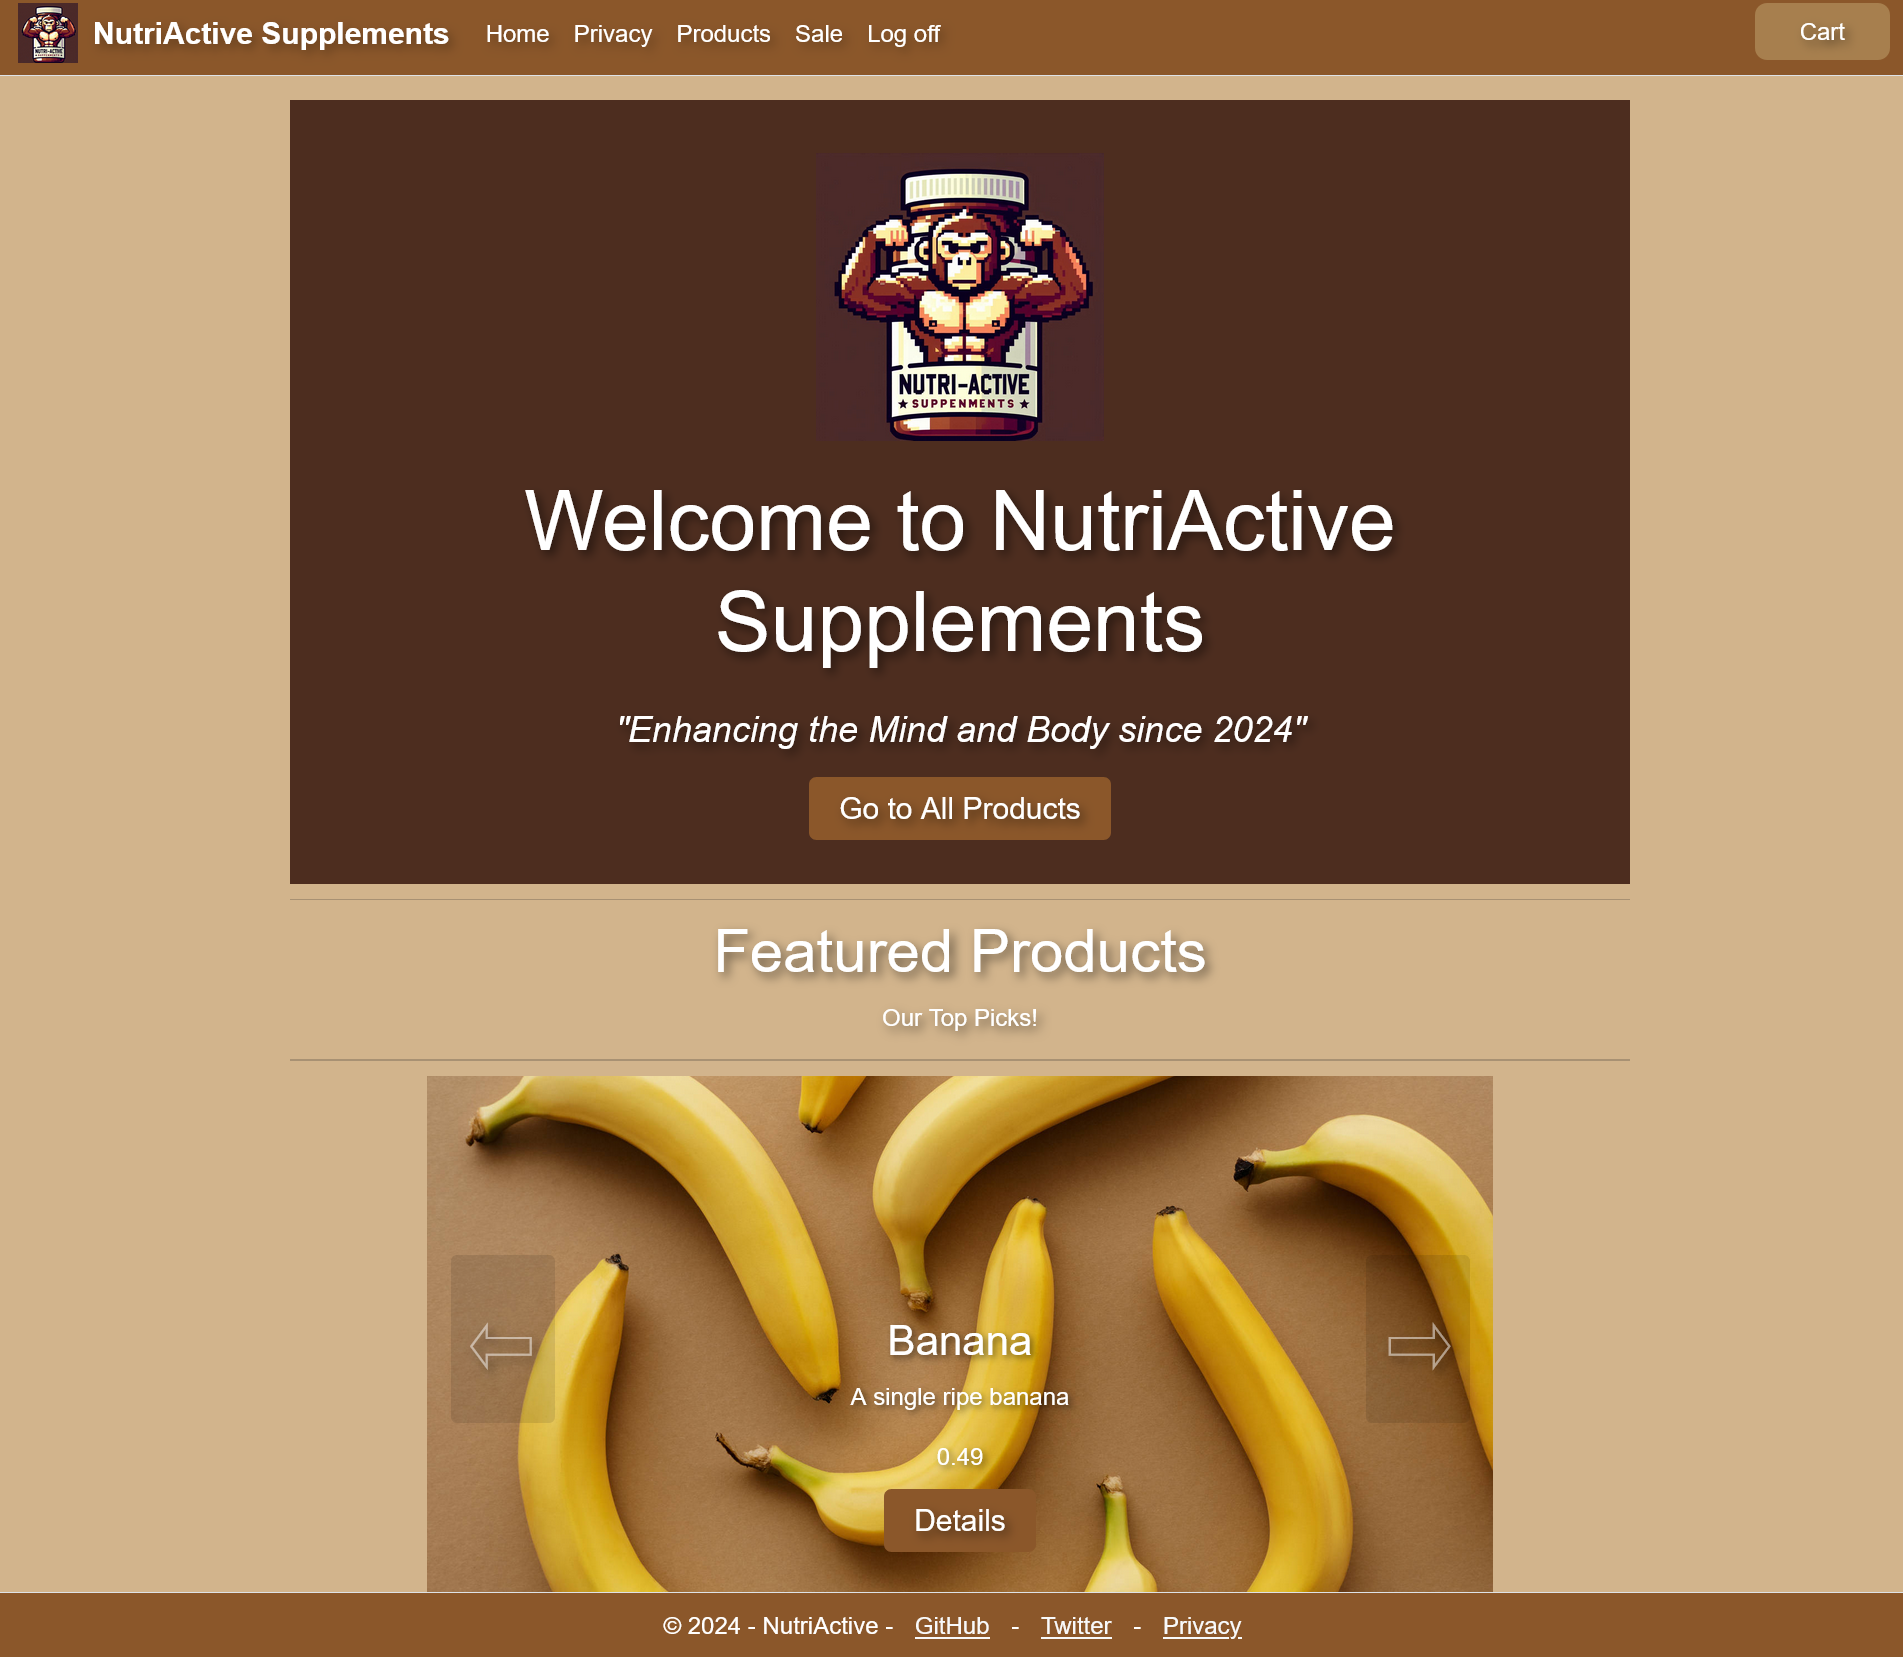 NUTRI-ACTIVE
NutriActive Supplements
Home
Privacy
Products
Sale
Log off
Cart
NUTRI-ACTIVE
★ SUPPENMENTS ★
Welcome to NutriActive
Supplements
"Enhancing the Mind and Body since 2024"
Go to All Products
Featured Products
Our Top Picks!
Banana
A single ripe banana
0.49
Details
© 2024 - NutriActive - GitHub - Twitter - Privacy